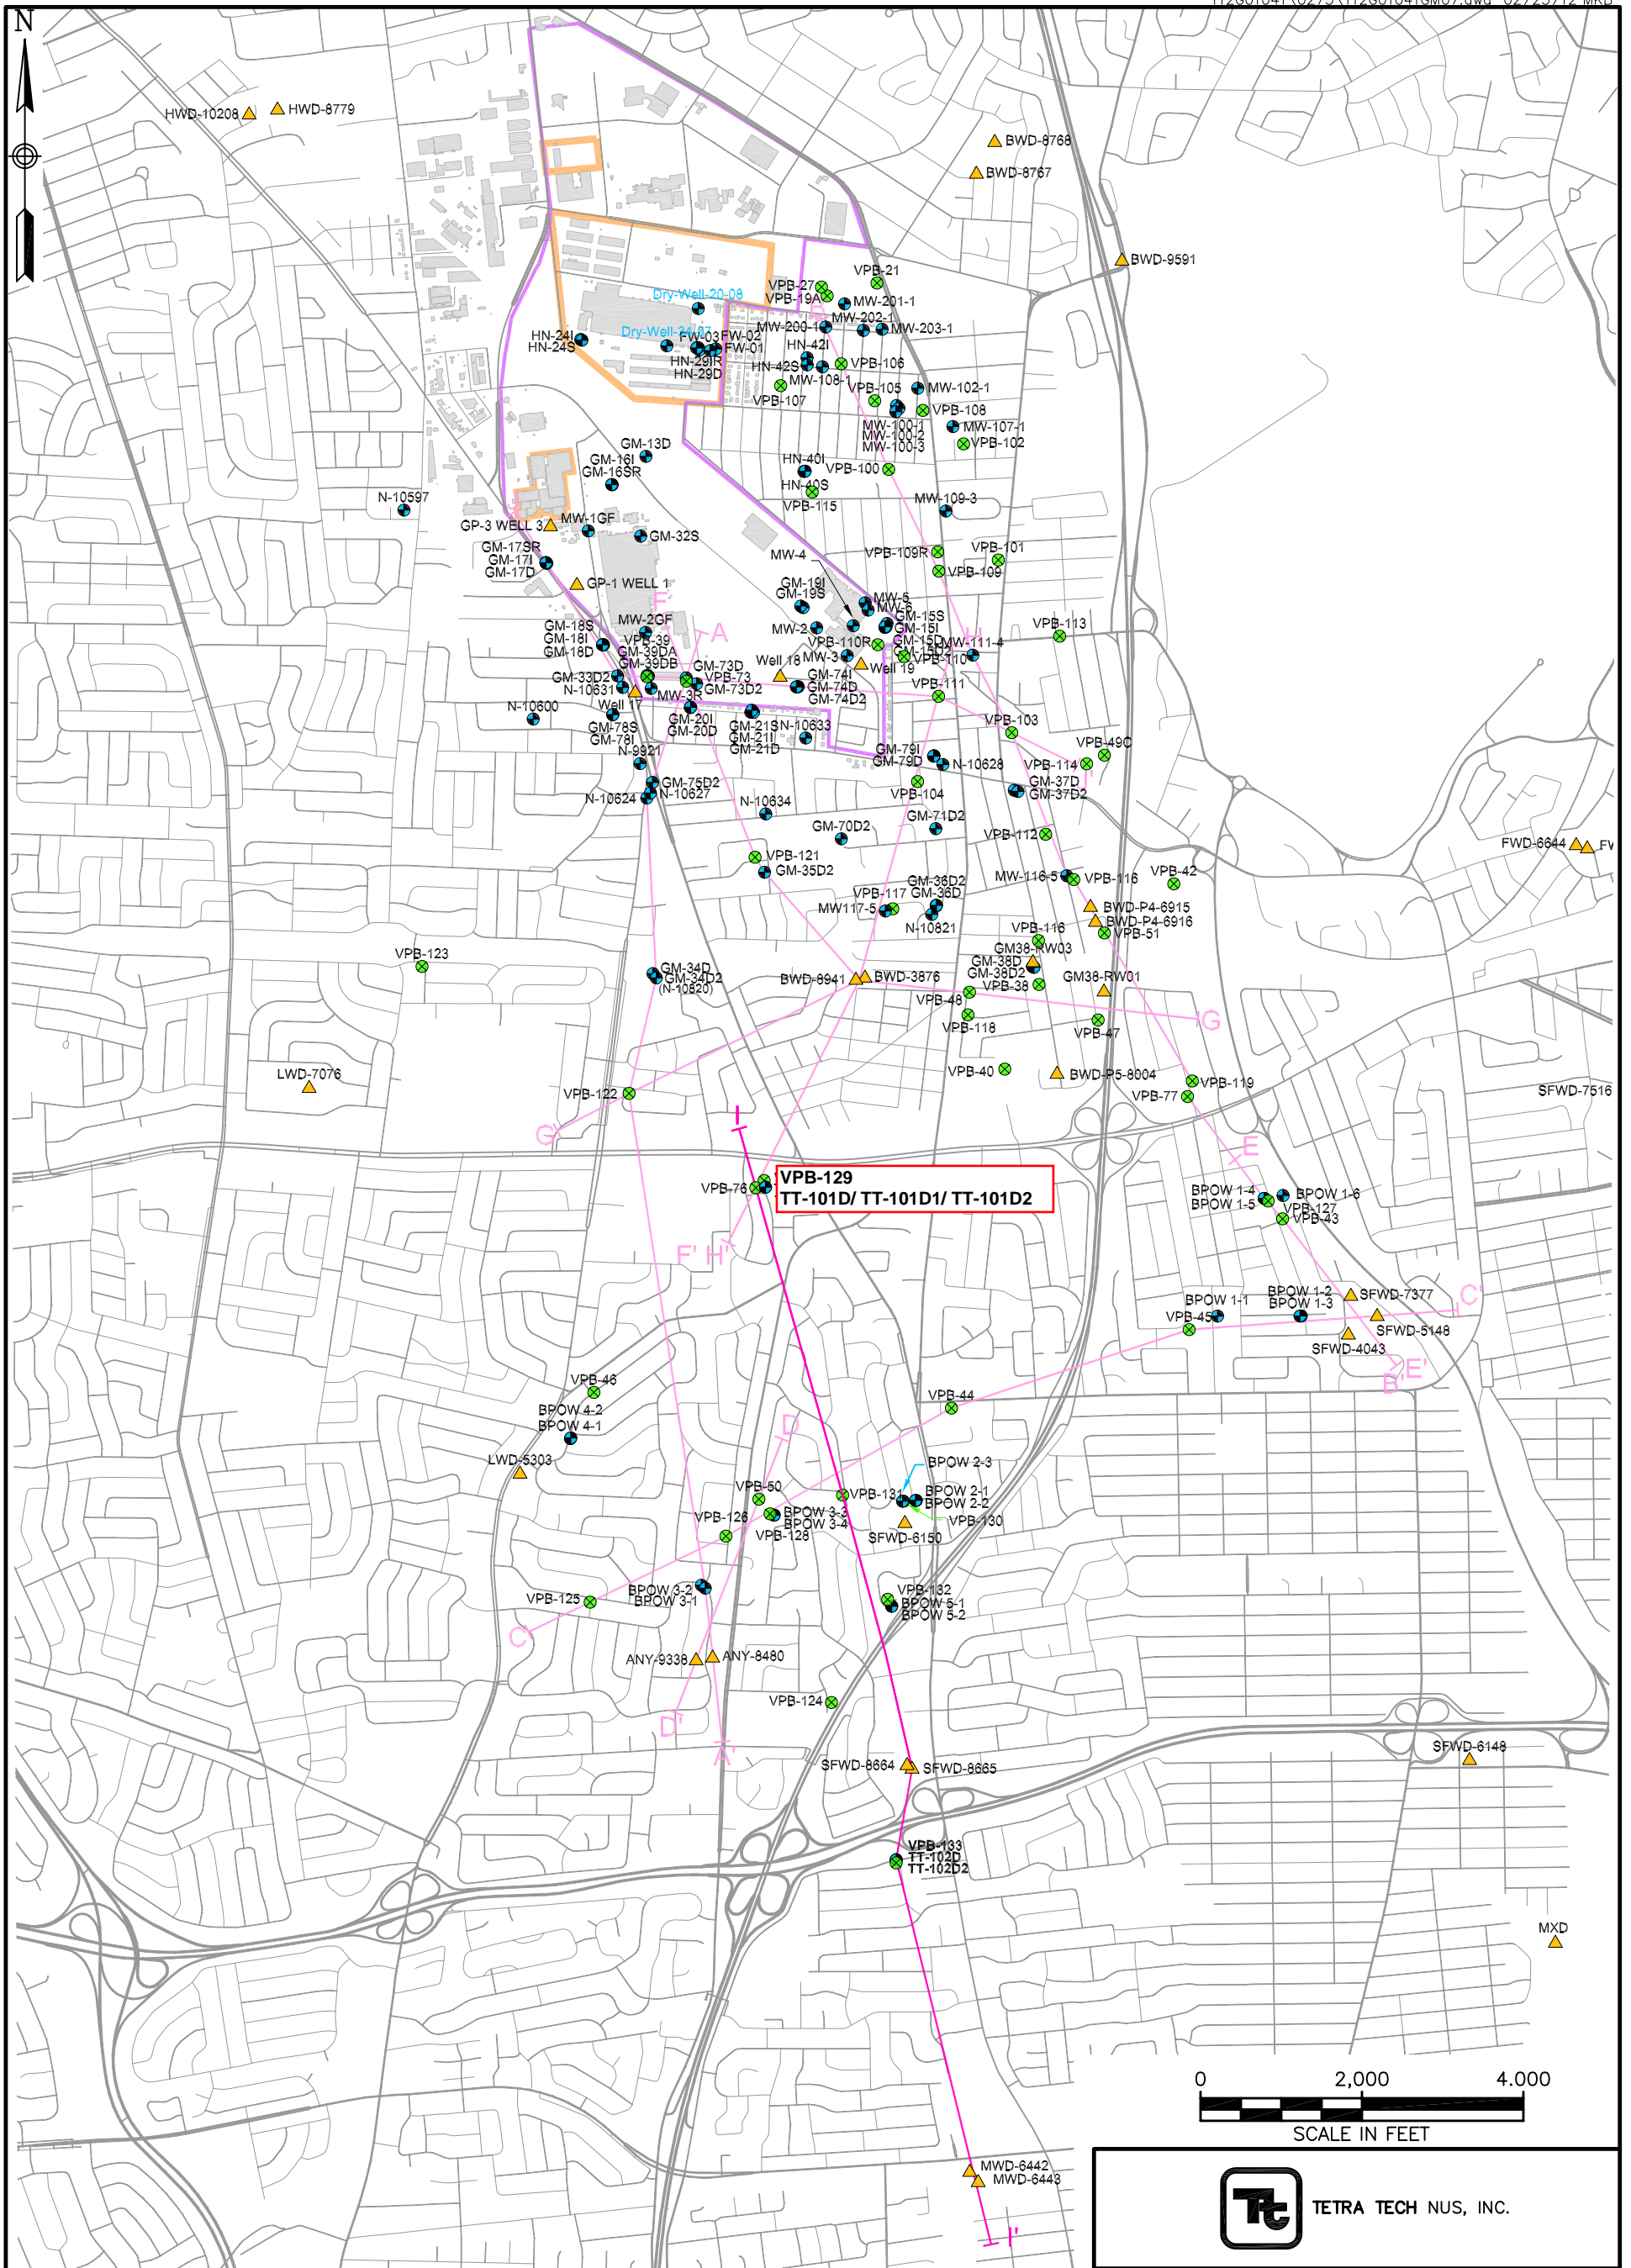 N
HWD-10208
HWD-8779
BWD-8768
BWD-8767
BWD-9591
VPB-21
VPB-27
VPB-19A
MW-201-1
Dry-Well-20-08
MW-202-1
MW-200-1
MW-203-1
HN-24I
HN-24S
FW-03
FW-02
FW-01
HN-29IR
HN-29D
HN-42I
HN-42S
VPB-106
MW-108-1
VPB-107
VPB-105
MW-102-1
VPB-108
MW-100-1
MW-100-2
MW-100-3
MW-107-1
VPB-102
GM-13D
GM-16I
GM-16SR
HN-40I
HN-40S
VPB-100
VPB-115
MW-109-3
N-10597
GP-3 WELL 3
MW-1GF
GM-32S
GM-17SR
GM-17I
GM-17D
GP-1 WELL 1
MW-4
VPB-109R
VPB-101
VPB-109
GM-19I
GM-19S
MW-5
MW-6
GM-15S
GM-15I
GM-15D
GM-15D2
F
A
H
MW-2GF
GM-18S
GM-18I
GM-18D
VPB-39
GM-39DA
GM-39DB
MW-2
VPB-110R
MW-3
VPB-110
MW-111-4
VPB-113
Well 18
Well 19
GM-33D2
N-10631
GM-73D
VPB-73
GM-73D2
GM-74I
GM-74D
GM-74D2
VPB-111
MW-3R
Well 17
N-10600
GM-78S
GM-78I
GM-20I
GM-20D
GM-21S
GM-21I
GM-21D
N-10633
VPB-103
N-9921
GM-79I
GM-79D
N-10628
VPB-114
VPB-49C
GM-75D2
N-10627
N-10624
VPB-104
GM-37D
GM-37D2
N-10634
GM-70D2
GM-71D2
VPB-112
FWD-6644
VPB-121
GM-35D2
MW-116-5
VPB-116
VPB-42
GM-36D2
GM-36D
VPB-117
MW117-5
N-10821
BWD-P4-6915
BWD-P4-6916
VPB-51
VPB-116
VPB-123
GM38-RW03
GM-38D
GM-38D2
VPB-38
GM38-RW01
GM-34D
GM-34D2
(N-10820)
BWD-8941
BWD-3876
VPB-48
VPB-118
VPB-47
G
LWD-7076
VPB-122
VPB-40
BWD-P5-8004
VPB-119
VPB-77
SFWD-7516
G
I
E
VPB-76
VPB-129
TT-101D/ TT-101D1/ TT-101D2
BPOW 1-4
BPOW 1-5
BPOW 1-6
VPB-127
VPB-43
F'
H'
BPOW 1-1
BPOW 1-2
BPOW 1-3
SFWD-7377
C'
VPB-45
SFWD-5148
SFWD-4043
B'
E'
VPB-46
BPOW 4-2
BPOW 4-1
VPB-44
D
LWD-5303
BPOW 2-3
VPB-50
VPB-131
BPOW 2-1
BPOW 2-2
VPB-126
BPOW 3-3
BPOW 3-4
VPB-128
VPB-130
SFWD-6150
BPOW 3-2
BPOW 3-1
VPB-125
VPB-132
BPOW 5-1
BPOW 5-2
C
ANY-9338
ANY-8480
VPB-124
D'
A'
SFWD-8664
SFWD-8665
SFWD-6148
VPB-133
TT-102D
TT-102D2
MXD
0 2,000 4,000
SCALE IN FEET
MWD-6442
MWD-6443
I'
TETRA TECH NUS, INC.